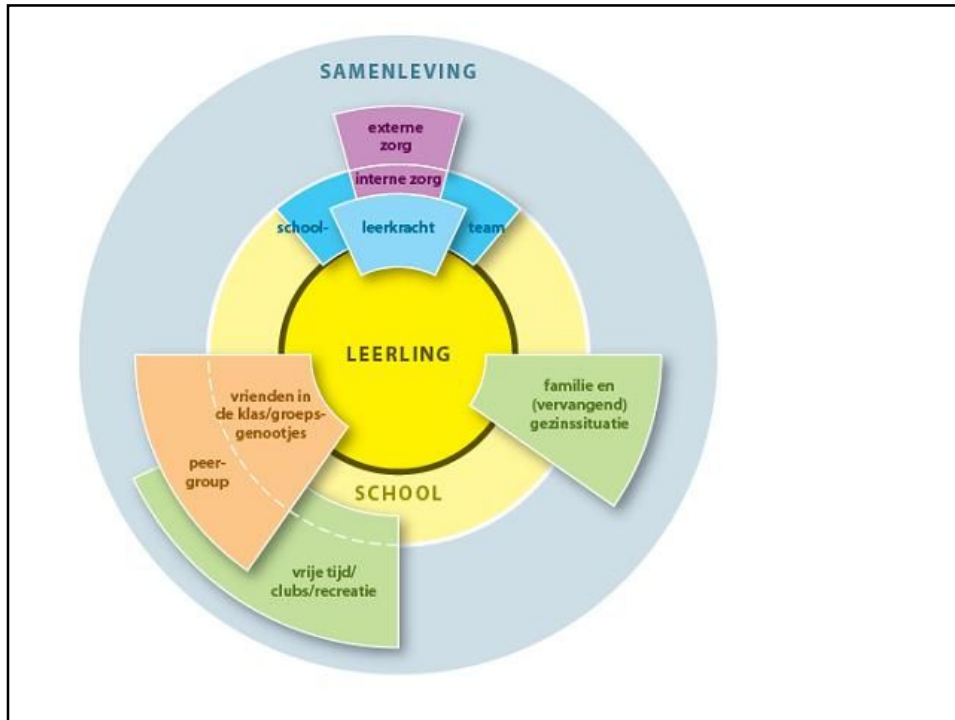 SAMENLEVING
externe
zorg
interne zorg
school-
leerkracht
team
LEERLING
vrienden in
de klas/groeps-
genootjes
familie en
(vervangend)
gezinssituatie
peer-
group
SCHOOL
vrije tijd/
clubs/recreatie